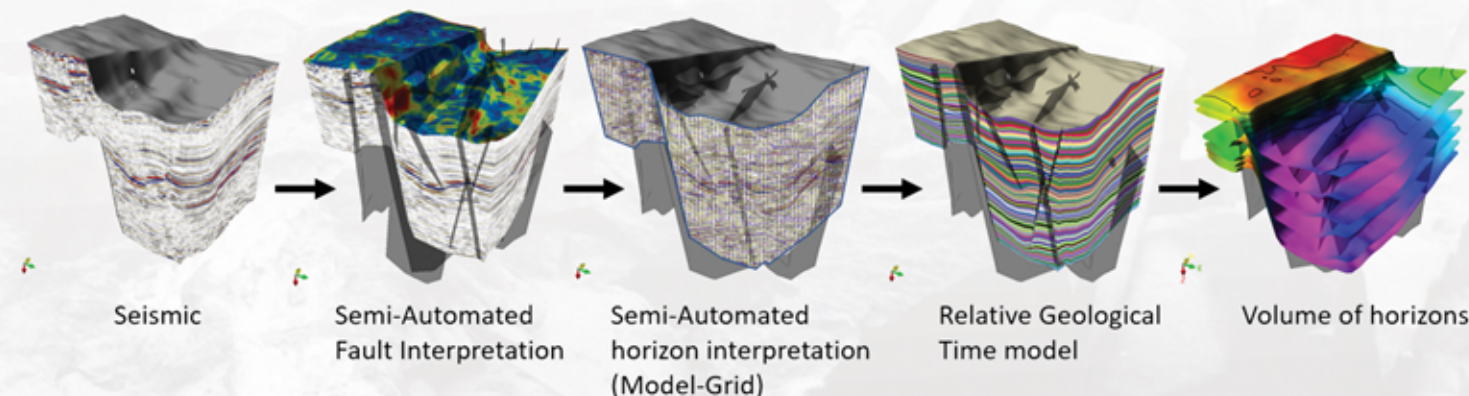 Seismic
Semi-Automated
Fault Interpretation
Semi-Automated
horizon interpretation
(Model-Grid)
Relative Geological
Time model
Volume of horizons